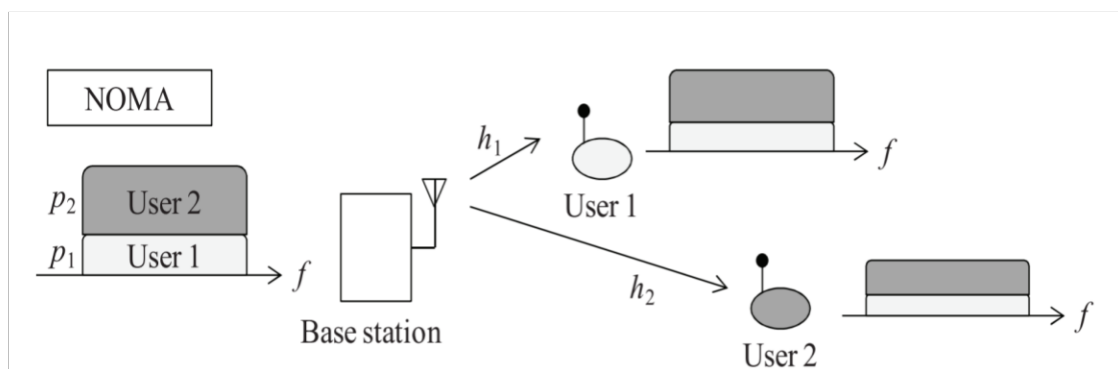 NOMA
p₂ User 2
p₁ User 1
f
Base station
h₁
h₂
User 1
f
User 2
f